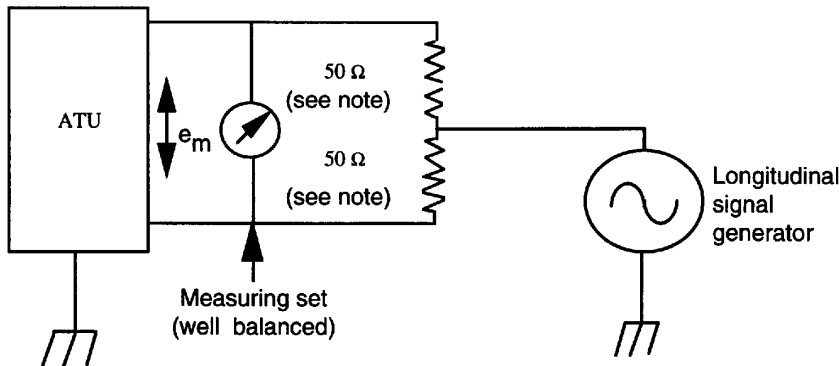 ATU
e_m
50 Ω
(see note)
50 Ω
(see note)
Longitudinal
signal
generator
Measuring set
(well balanced)